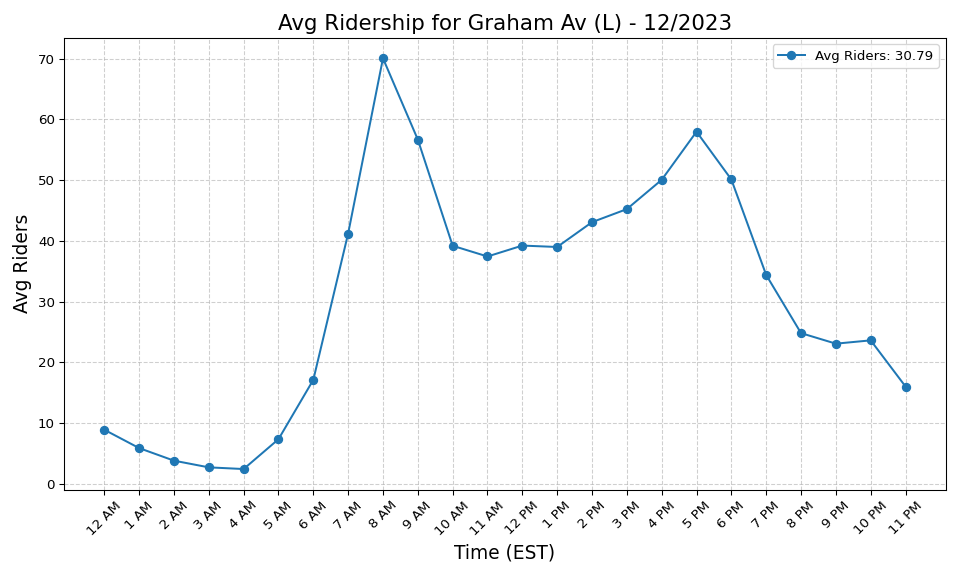 Avg Ridership for Graham Av (L) - 12/2023
Avg Riders: 30.79
Avg Riders
70
60
50
40
30
20
10
0
12 AM 1 AM 2 AM 3 AM 4 AM 5 AM 6 AM 7 AM 8 AM 9 AM 10 AM 11 AM 12 PM 1 PM 2 PM 3 PM 4 PM 5 PM 6 PM 7 PM 8 PM 9 PM 10 PM 11 PM
Time (EST)